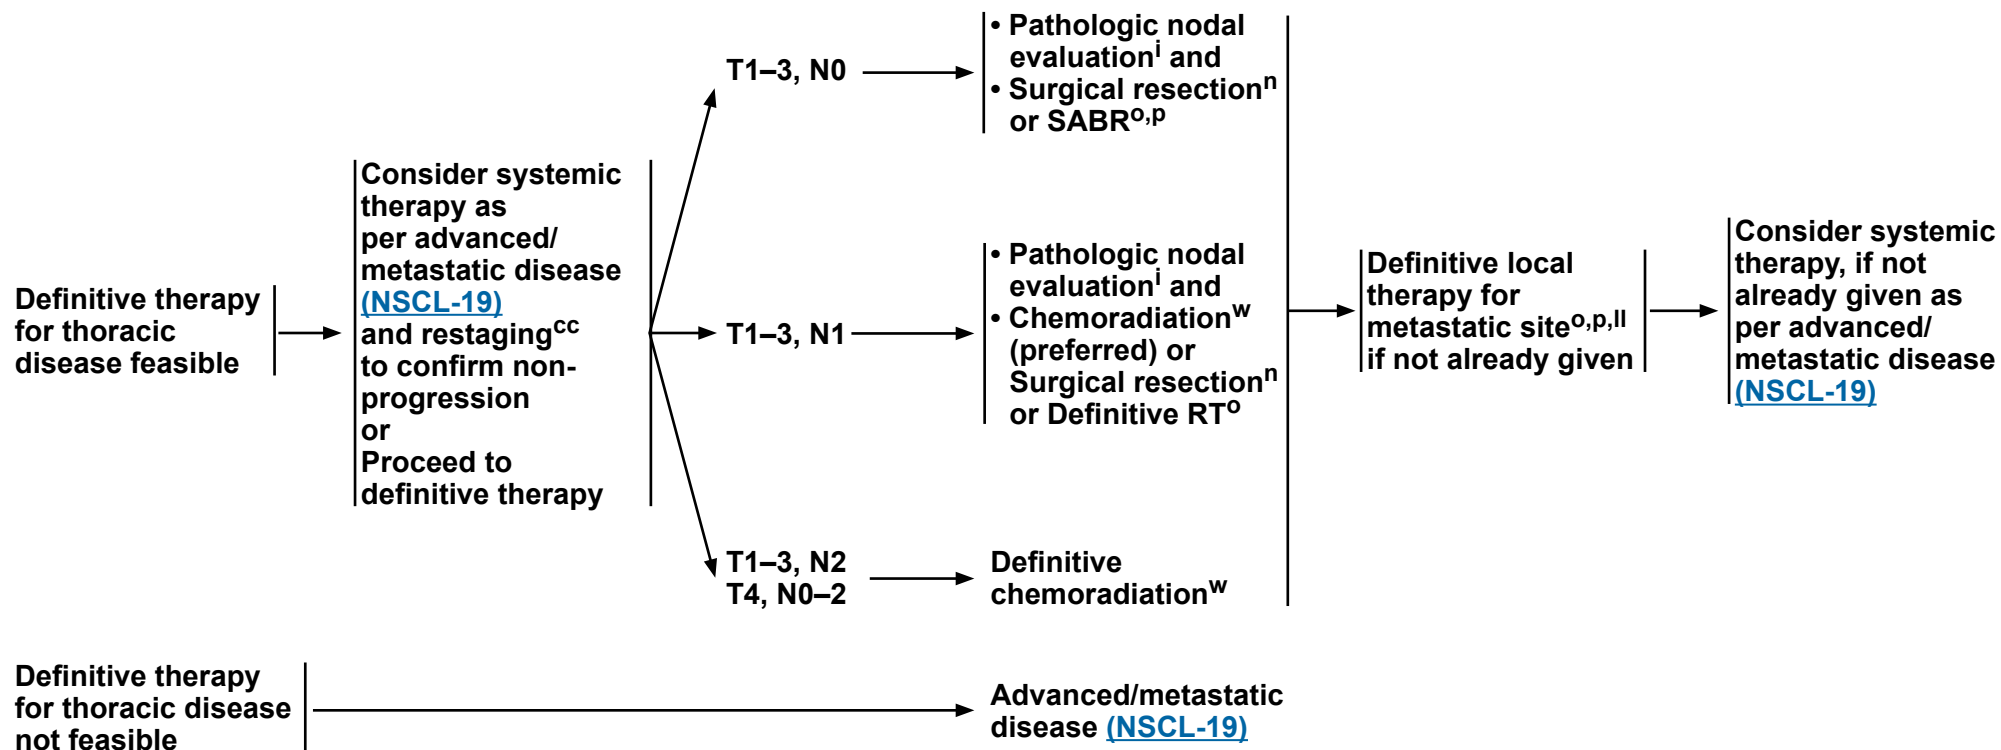 Definitive therapy
for thoracic
disease feasible
Consider systemic
therapy as
per advanced/
metastatic disease
(NSCL-19)
and restagingcc
to confirm non-
progression
or
Proceed to
definitive therapy
T1–3, N0
• Pathologic nodal
evaluationi and
• Surgical resectionn
or SABRo,p
T1–3, N1
• Pathologic nodal
evaluationi and
• Chemoradiationw
(preferred) or
Surgical resectionn
or Definitive RTo
T1–3, N2
T4, N0–2
Definitive
chemoradiationw
Definitive local
therapy for
metastatic siteo,p,ll
if not already given
Consider systemic
therapy, if not
already given as
per advanced/
metastatic disease
(NSCL-19)
Definitive therapy
for thoracic disease
not feasible
Advanced/metastatic
disease (NSCL-19)